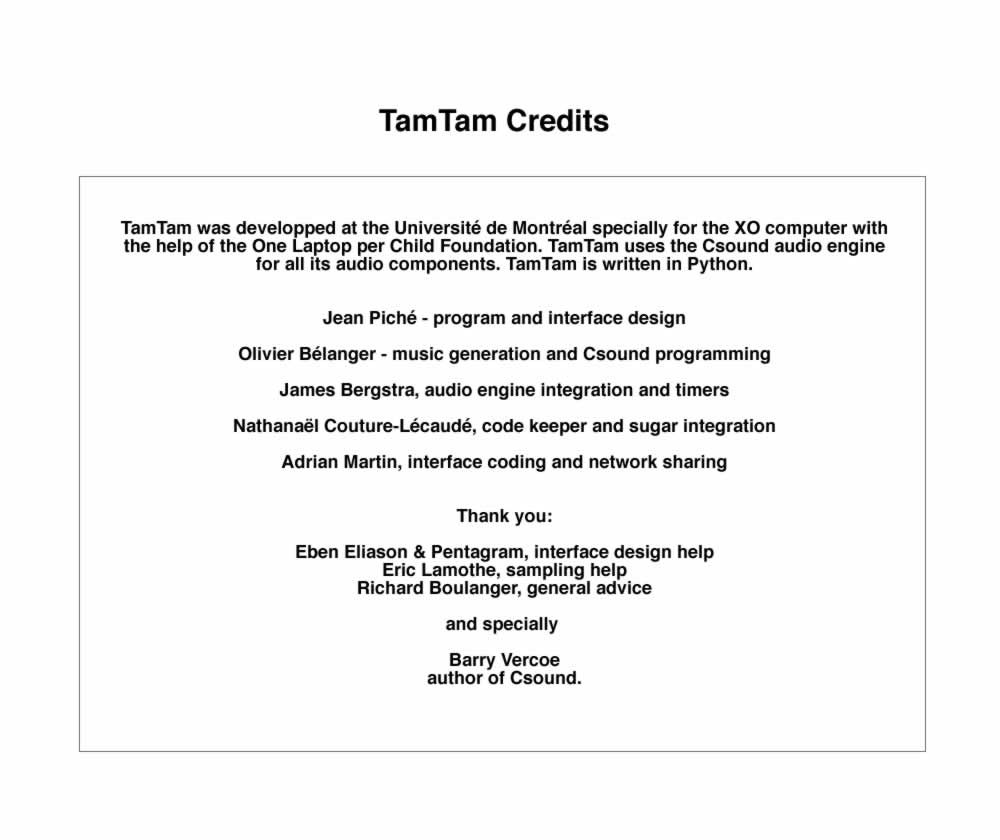 TamTam Credits
TamTam was developped at the Université de Montréal specially for the XO computer with
the help of the One Laptop per Child Foundation. TamTam uses the Csound audio engine
for all its audio components. TamTam is written in Python.
Jean Piché - program and interface design
Olivier Bélanger - music generation and Csound programming
James Bergstra, audio engine integration and timers
Nathanaël Couture-Lécaudé, code keeper and sugar integration
Adrian Martin, interface coding and network sharing
Thank you:
Eben Eliason & Pentagram, interface design help
Eric Lamothe, sampling help
Richard Boulanger, general advice
and specially
Barry Vercoe
author of Csound.